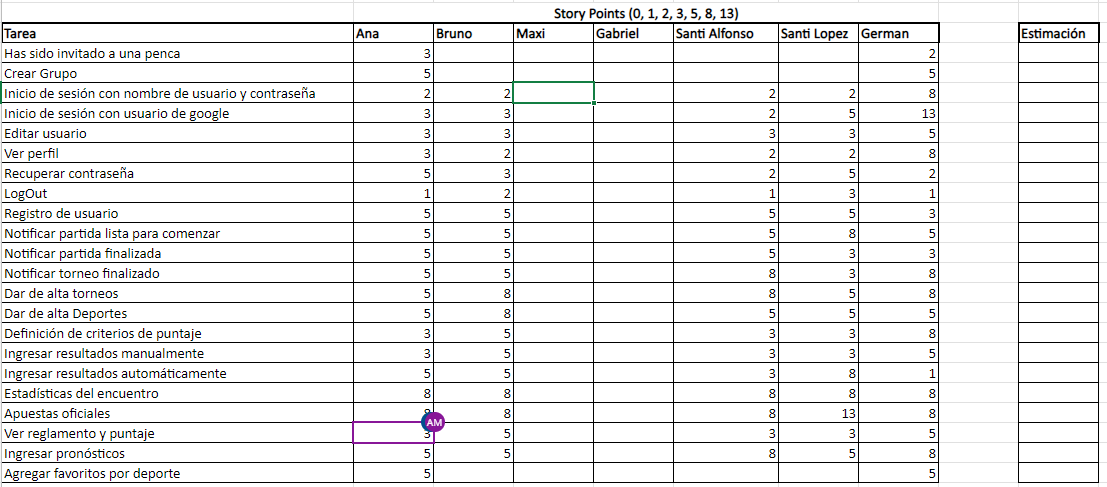 Story Points (0, 1, 2, 3, 5, 8, 13)
Tarea Ana Bruno Maxi Gabriel Santi Alfonso Santi Lopez German Estimación
Has sido invitado a una penca 3 2
Crear Grupo 5 5
Inicio de sesión con nombre de usuario y contraseña 2 2 2 2 8
Inicio de sesión con usuario de google 3 3 2 5 13
Editar usuario 3 3 3 3 5
Ver perfil 3 2 2 2 8
Recuperar contraseña 5 3 2 5 2
LogOut 1 2 1 3 1
Registro de usuario 5 5 5 5 3
Notificar partida lista para comenzar 5 5 5 8 5
Notificar partida finalizada 5 5 5 3 3
Notificar torneo finalizado 5 5 8 3 8
Dar de alta torneos 5 8 8 5 8
Dar de alta Deportes 5 8 5 5 5
Definición de criterios de puntaje 3 5 3 3 8
Ingresar resultados manualmente 3 5 3 3 5
Ingresar resultados automáticamente 5 5 3 8 1
Estadísticas del encuentro 8 8 8 8 8
Apuestas oficiales 8 8 8 13 8
AM
Ver reglamento y puntaje 3 5 3 3 5
Ingresar pronósticos 5 5 8 5 8
Agregar favoritos por deporte 5 5